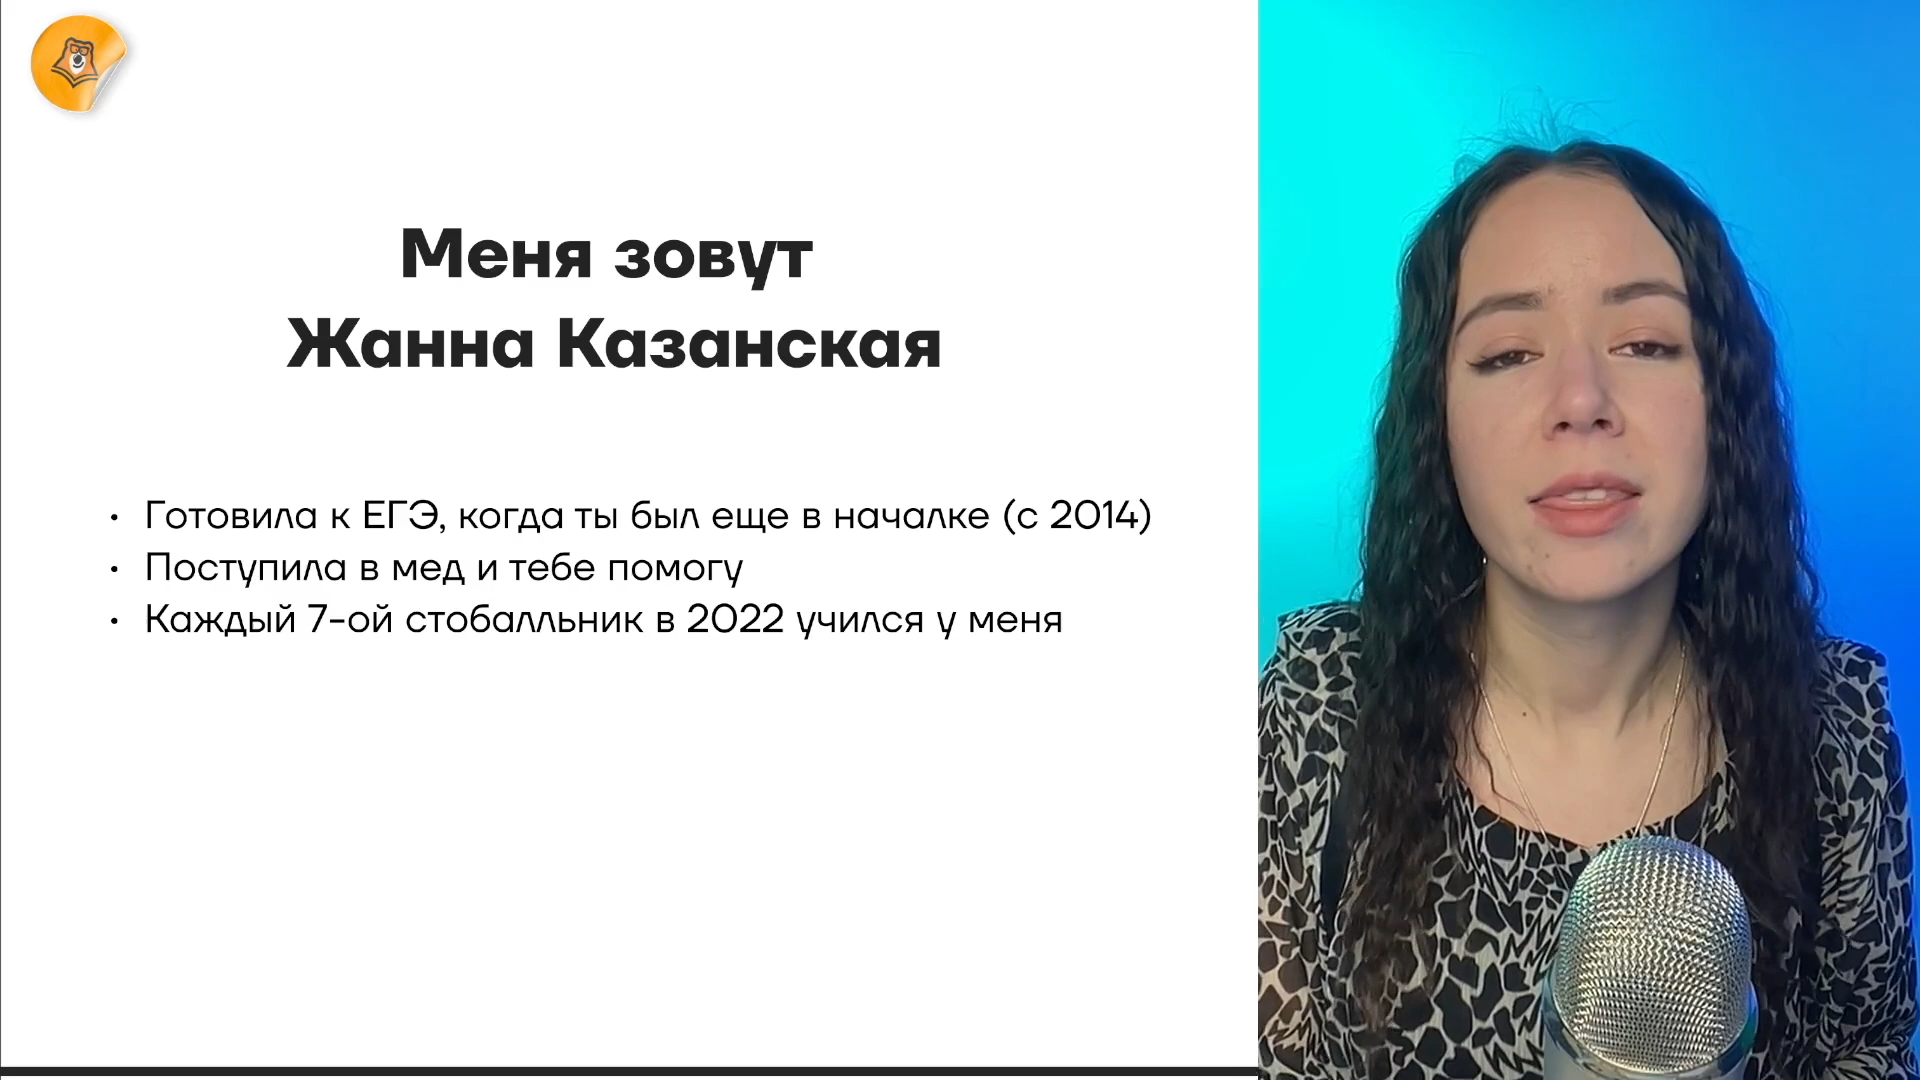 Меня зовут
Жанна Казанская
• Готовила к ЕГЭ, когда ты был еще в началке (с 2014)
• Поступила в мед и тебе помогу
• Каждый 7-ой стобалльник в 2022 учился у меня